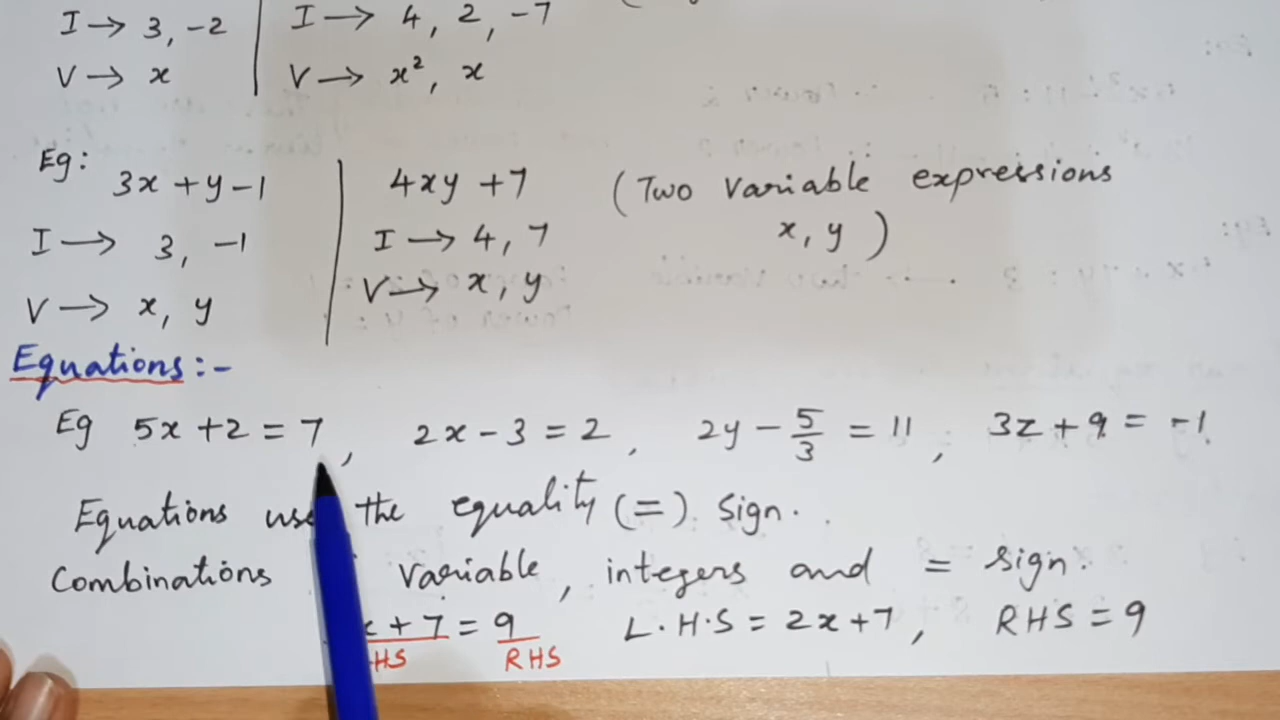 I → 3, -2 | I → 4, 2, -7
V → x | V → x², x
Eg: 3x + y - 1 | 4xy + 7 (Two variable expressions
I → 3, -1 | I → 4, 7 x, y )
V → x, y | V → x, y
Equations :-
Eg 5x + 2 = 7, 2x - 3 = 2, 2y - 5/3 = 11, 3z + 9 = -1
Equations the equality (=) sign.
Combinations variable, integers and = sign.
+ 7 = 9 L.H.S = 2x + 7, RHS = 9
RHS